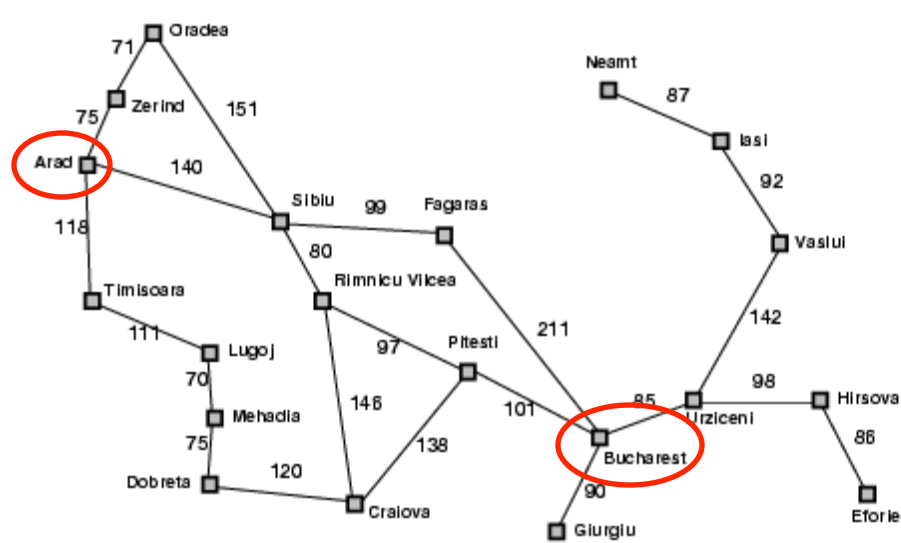 Oradea
71
Neamt
87
Zerind
151
75
Iasi
Arad
140
92
Sibiu
Fagaras
99
118
80
Vaslui
Timisoara
Rimnicu Vilcea
142
111
211
Lugoj
97
Pitesti
70
98
146
101
85
Hirsova
Mehadia
Urziceni
75
138
86
Bucharest
Dobreta
120
90
Craiova
Eforie
Giurgiu